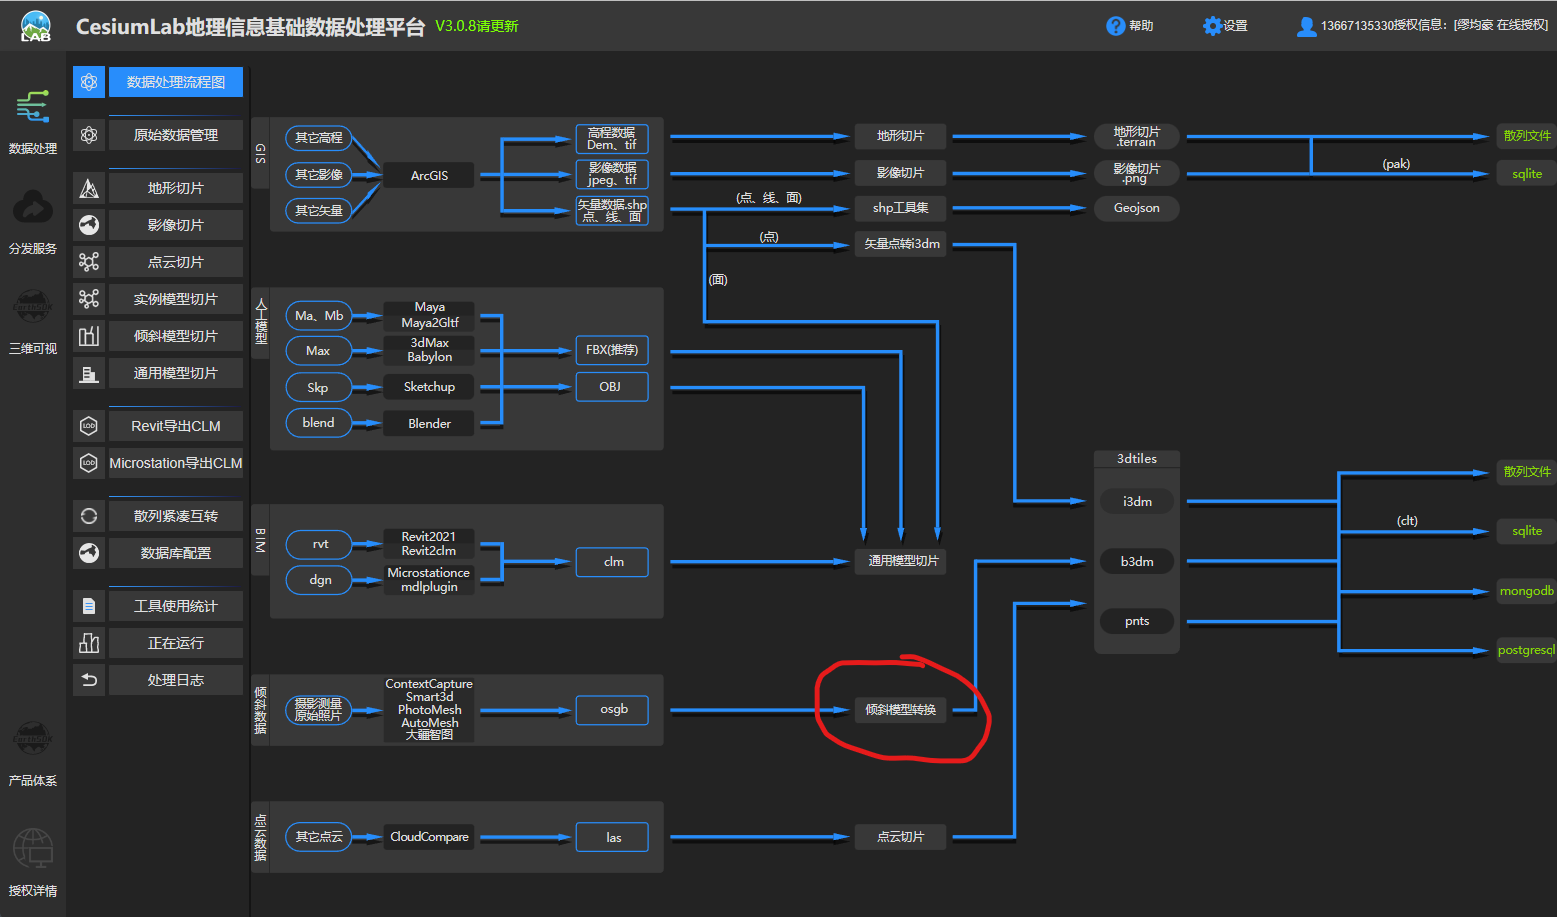 CesiumLab地理信息基础数据处理平台 V3.0.8请更新
帮助
设置
13667135330授权信息：[缪均豪 在线授权]
LAB
数据处理
分发服务
EarthSDK
三维可视
EarthSDK
产品体系
授权详情
数据处理流程图
原始数据管理
地形切片
影像切片
点云切片
实例模型切片
倾斜模型切片
通用模型切片
LOD
Revit导出CLM
LOD
Microstation导出CLM
散列紧凑互转
数据库配置
工具使用统计
正在运行
处理日志
GIS
其它高程
其它影像
其它矢量
ArcGIS
高程数据
Dem、tif
影像数据
jpeg、tif
矢量数据.shp
点、线、面
地形切片
影像切片
(点、线、面)
shp工具集
(点)
矢量点转i3dm
(面)
地形切片
.terrain
影像切片
.png
Geojson
(pak)
散列文件
sqlite
人工模型
Ma、Mb
Maya
Maya2Gltf
Max
3dMax
Babylon
Skp
Sketchup
blend
Blender
FBX(推荐)
OBJ
BIM
rvt
Revit2021
Revit2clm
dgn
Microstationce
mdlplugin
clm
通用模型切片
3dtiles
i3dm
b3dm
pnts
散列文件
(clt)
sqlite
mongodb
postgresql
倾斜数据
摄影测量
原始照片
ContextCapture
Smart3d
PhotoMesh
AutoMesh
大疆智图
osgb
倾斜模型转换
点云数据
其它点云
CloudCompare
las
点云切片